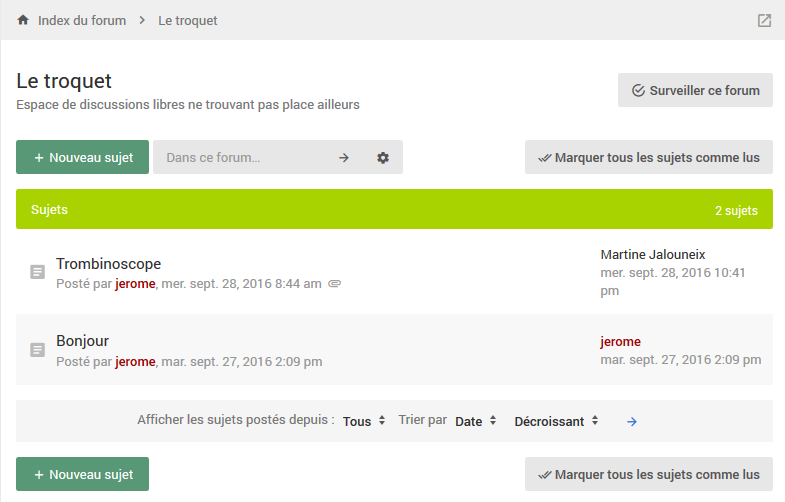 Index du forum > Le troquet
Le troquet
Espace de discussions libres ne trouvant pas place ailleurs
Surveiller ce forum
+ Nouveau sujet
Dans ce forum...
Marquer tous les sujets comme lus
Sujets
2 sujets
Trombinoscope
Posté par jerome, mer. sept. 28, 2016 8:44 am
Martine Jalouneix
mer. sept. 28, 2016 10:41
pm
Bonjour
Posté par jerome, mar. sept. 27, 2016 2:09 pm
jerome
mar. sept. 27, 2016 2:09 pm
Afficher les sujets postés depuis : Tous Trier par Date Décroissant
+ Nouveau sujet
Marquer tous les sujets comme lus